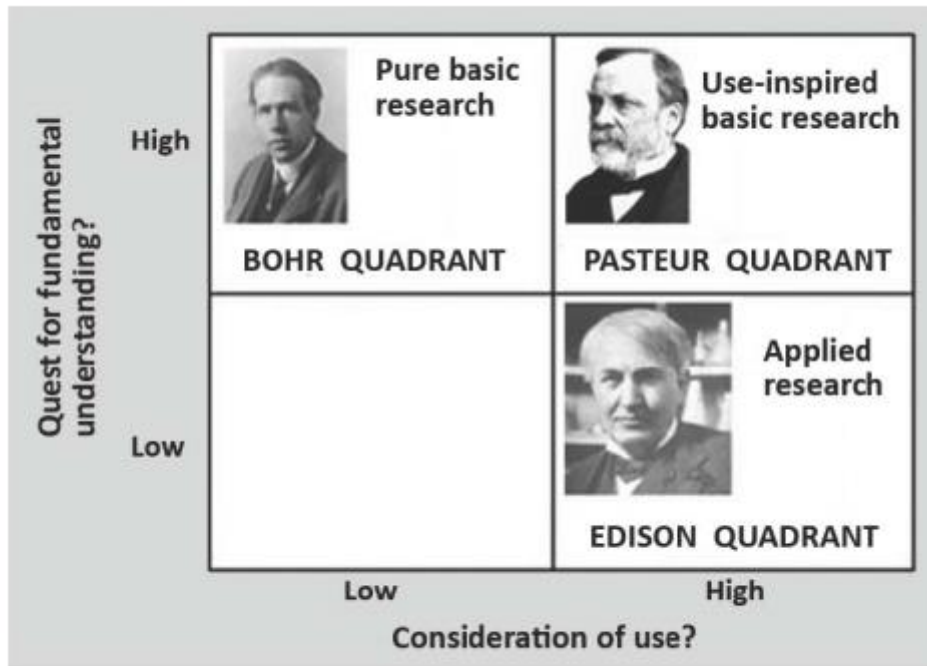 Quest for fundamental
understanding?
High
Low
Pure basic
research
BOHR QUADRANT
Use-inspired
basic research
PASTEUR QUADRANT
Applied
research
EDISON QUADRANT
Low
High
Consideration of use?